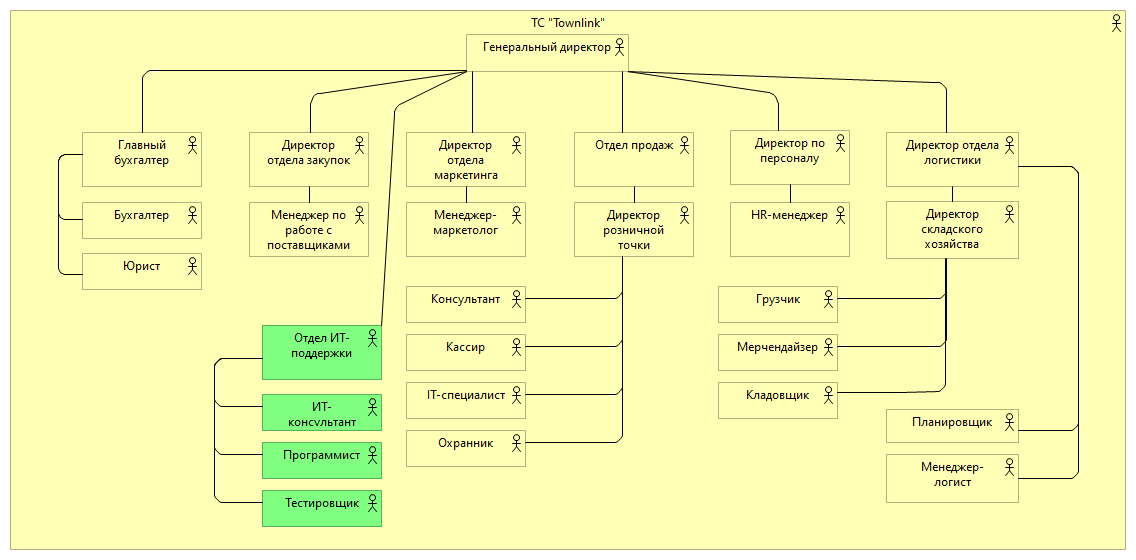 ТС "Townlink"
Генеральный директор
Главный
бухгалтер
Директор
отдела закупок
Директор
отдела
маркетинга
Отдел продаж
Директор по
персоналу
Директор отдела
логистики
Бухгалтер
Менеджер по
работе с
поставщиками
Менеджер-
маркетолог
Директор
розничной
точки
HR-менеджер
Директор
складского
хозяйства
Юрист
Консультант
Грузчик
Отдел ИТ-
поддержки
Кассир
Мерчендайзер
ИТ-
консультант
IT-специалист
Кладовщик
Планировщик
Программист
Охранник
Менеджер-
логист
Тестировщик